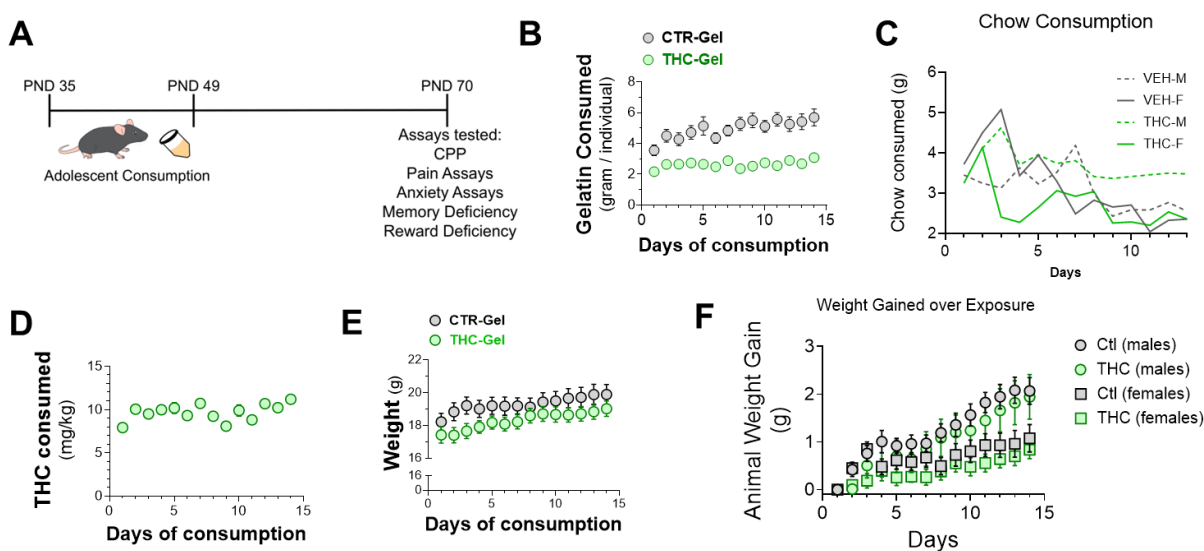 A
PND 35
PND 49
PND 70
Adolescent Consumption
Assays tested:
CPP
Pain Assays
Anxiety Assays
Memory Deficiency
Reward Deficiency
B
CTR-Gel
THC-Gel
Gelatin Consumed
(gram / individual)
8
6
4
2
0
0 5 10 15
Days of consumption
C
Chow Consumption
Chow consumed (g)
6
5
4
3
2
0 5 10
Days
VEH-M
VEH-F
THC-M
THC-F
D
THC consumed
(mg/kg)
15
10
5
0
0 5 10 15
Days of consumption
E
CTR-Gel
THC-Gel
Weight (g)
22
20
18
16
16
0
0 5 10 15
Days of consumption
F
Weight Gained over Exposure
Animal Weight Gain
(g)
3
2
1
0
0 5 10 15
Days
Ctl (males)
THC (males)
Ctl (females)
THC (females)